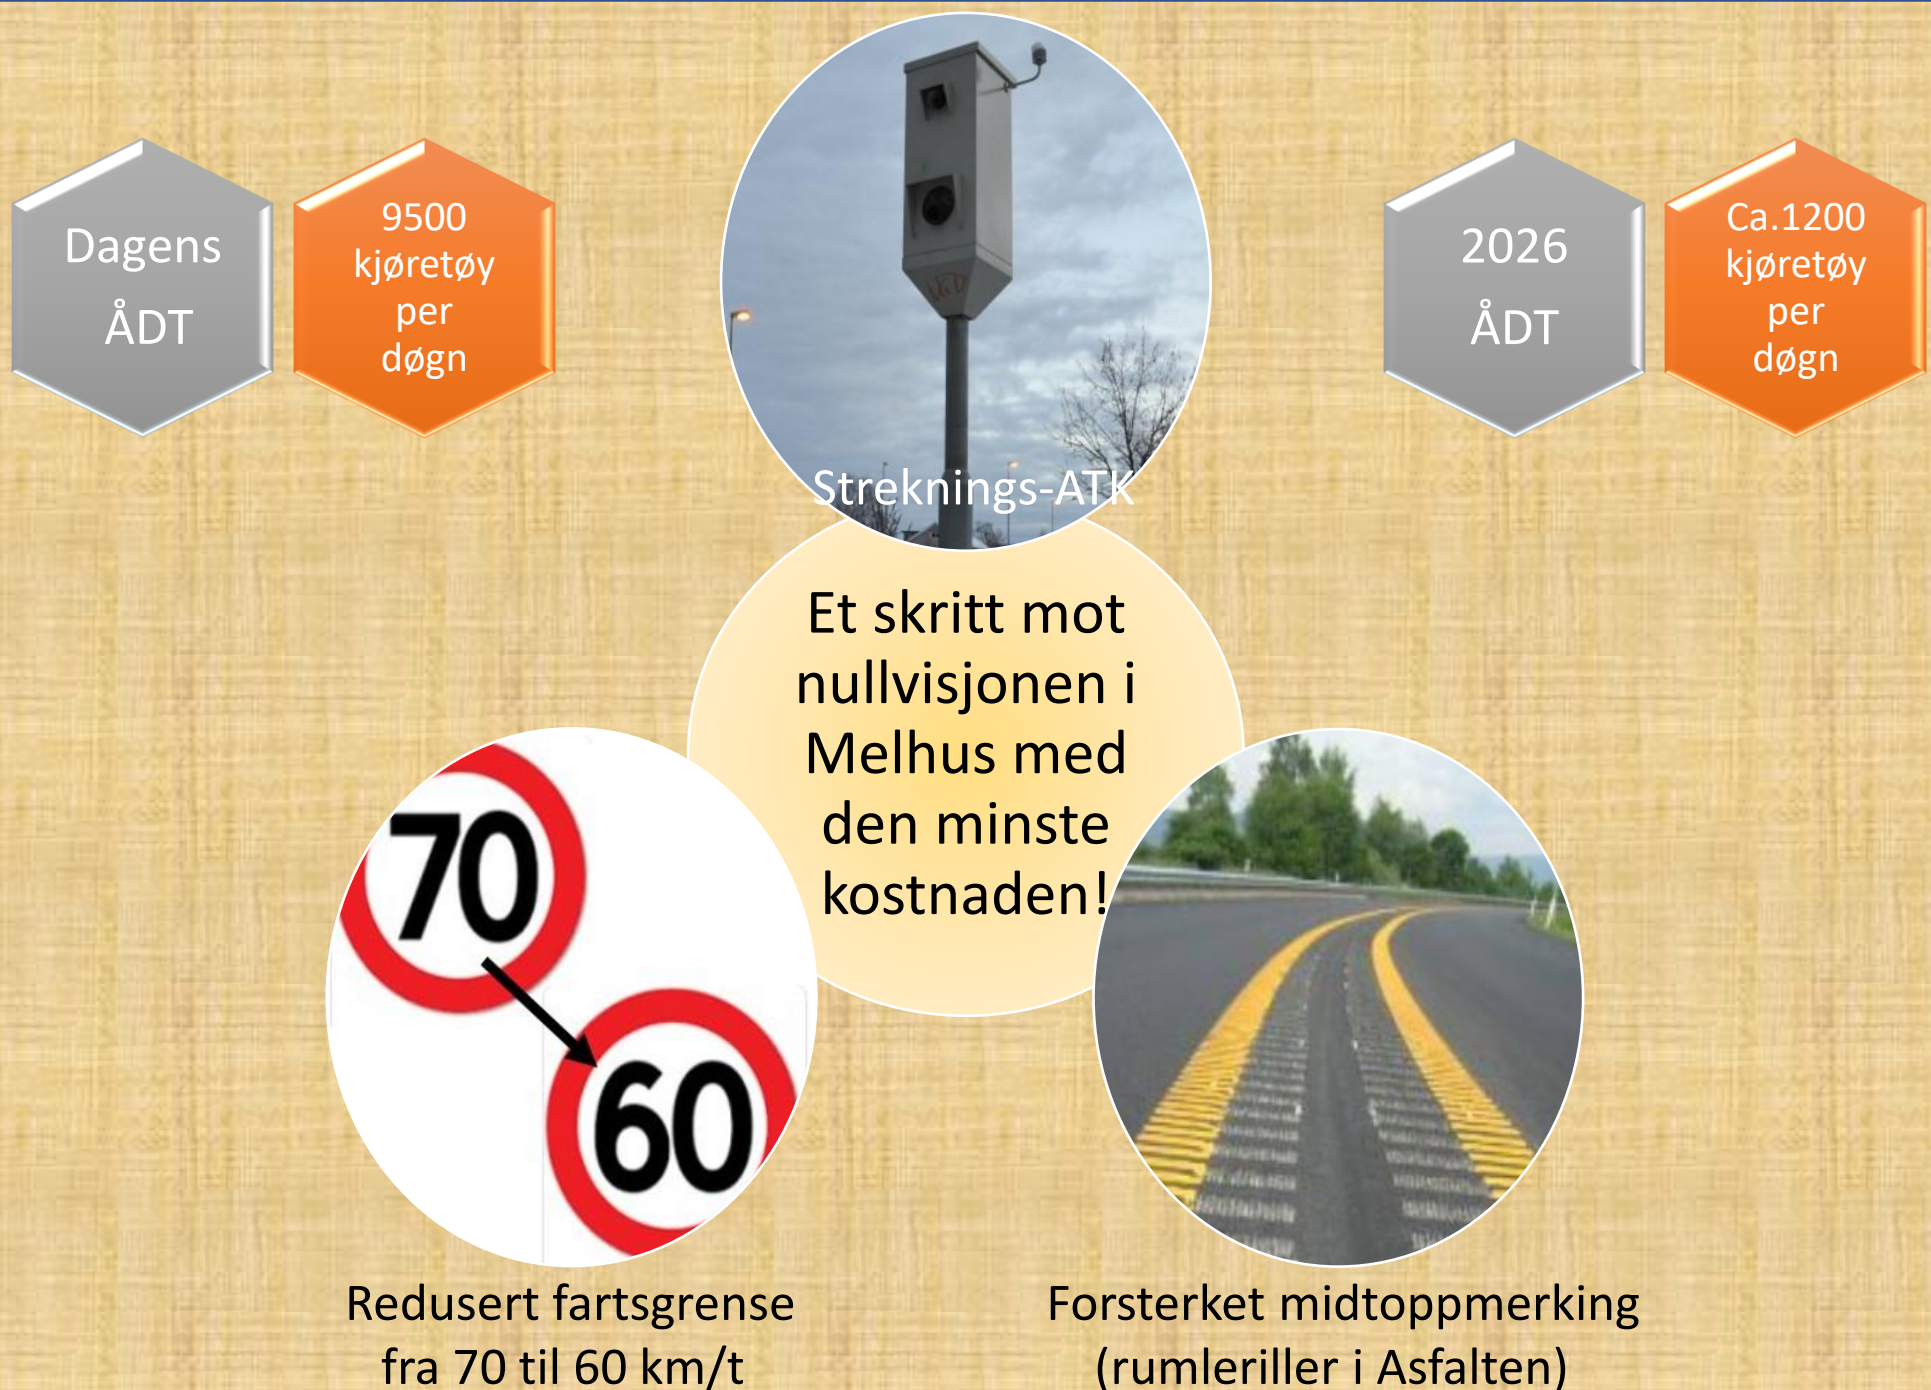 Dagens
ÅDT
9500
kjøretøy
per
døgn
2026
ÅDT
Ca.1200
kjøretøy
per
døgn
Streknings-ATK
Et skritt mot
nullvisjonen i
Melhus med
den minste
kostnaden!
70
60
Redusert fartsgrense
fra 70 til 60 km/t
Forsterket midtoppmerking
(rumleriller i Asfalten)